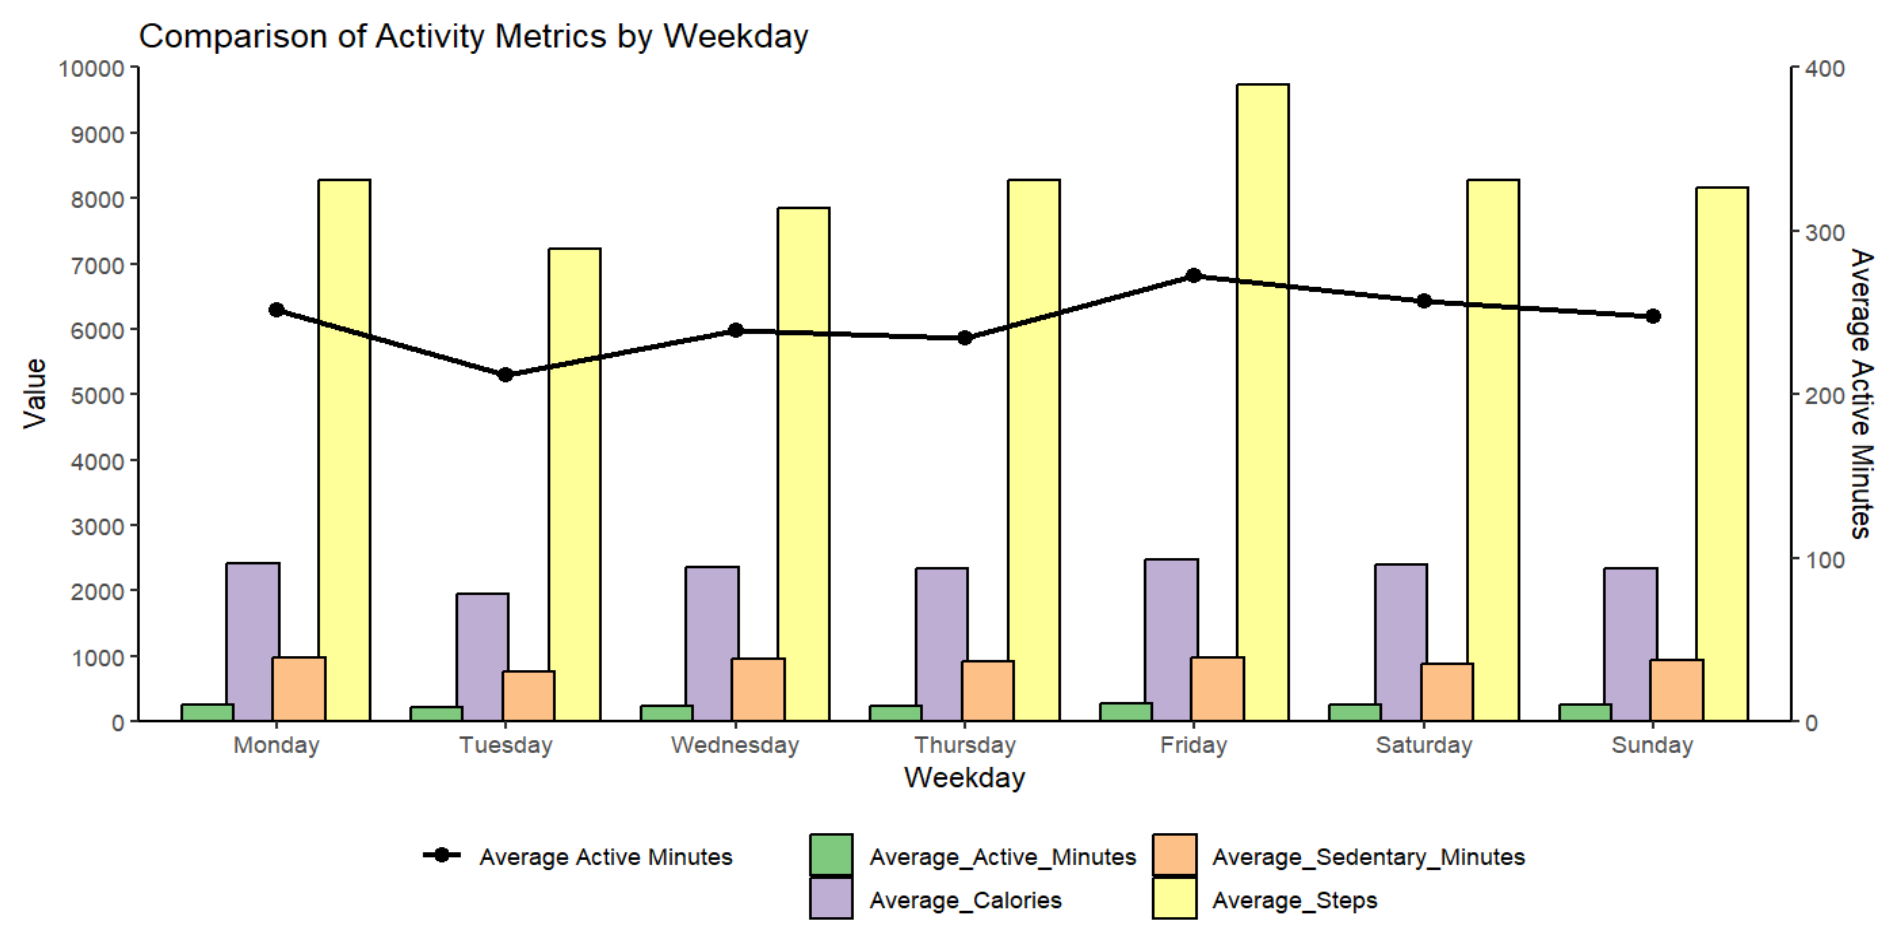 Comparison of Activity Metrics by Weekday
10000
9000
8000
7000
6000
5000
4000
3000
2000
1000
0
Value
400
300
200
100
0
Average Active Minutes
Monday Tuesday Wednesday Thursday Friday Saturday Sunday
Weekday
Average Active Minutes
Average_Active_Minutes Average_Sedentary_Minutes
Average_Calories Average_Steps